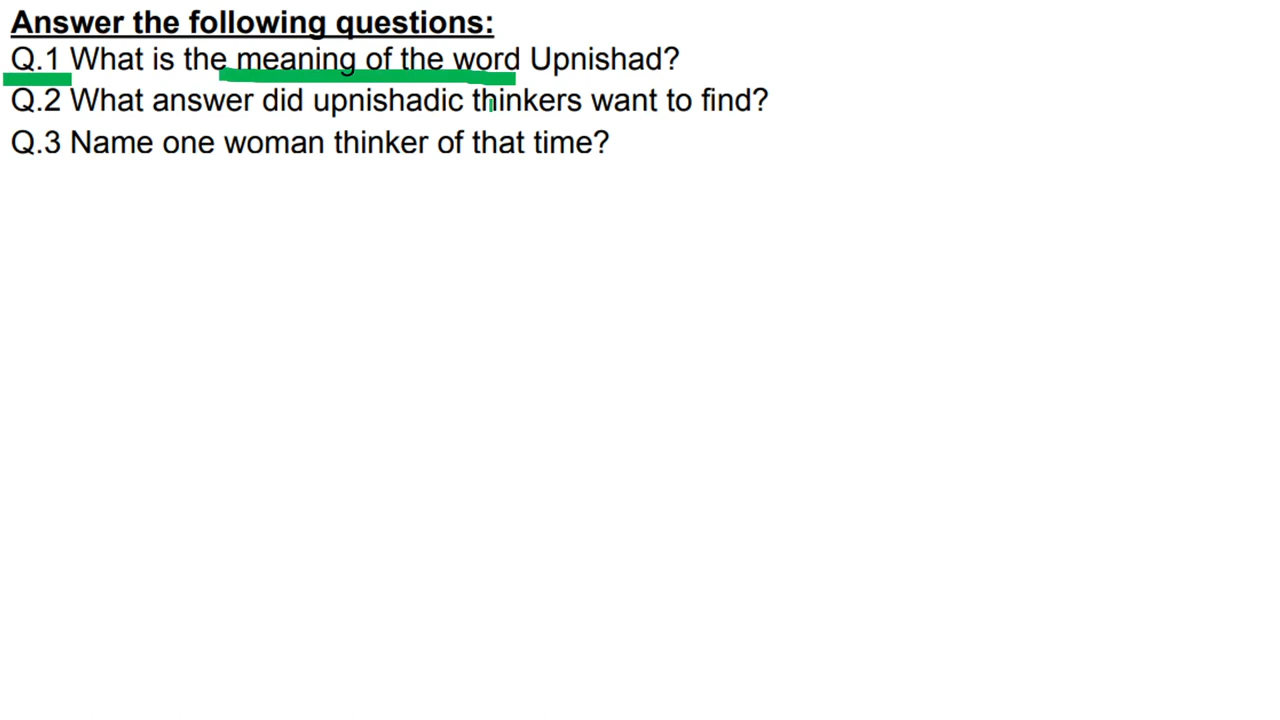 Answer the following questions:
Q.1 What is the meaning of the word Upnishad?
Q.2 What answer did upnishadic thinkers want to find?
Q.3 Name one woman thinker of that time?